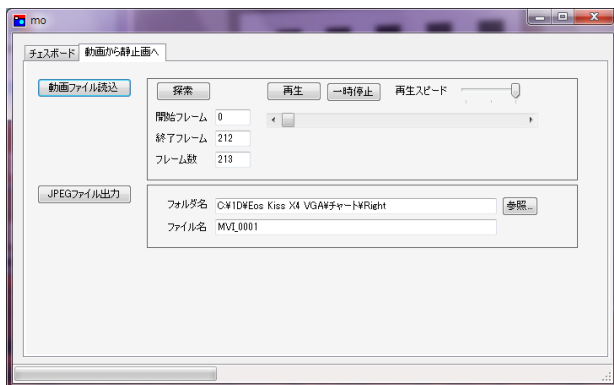 mo
チェスボード 動画から静止画へ
動画ファイル読込 探索 再生 一時停止 再生スピード
開始フレーム 0
終了フレーム 212
フレーム数 213
JPEGファイル出力
フォルダ名 C:¥1D¥Eos Kiss X4 VGA¥チャート¥Right 参照...
ファイル名 MVI_0001